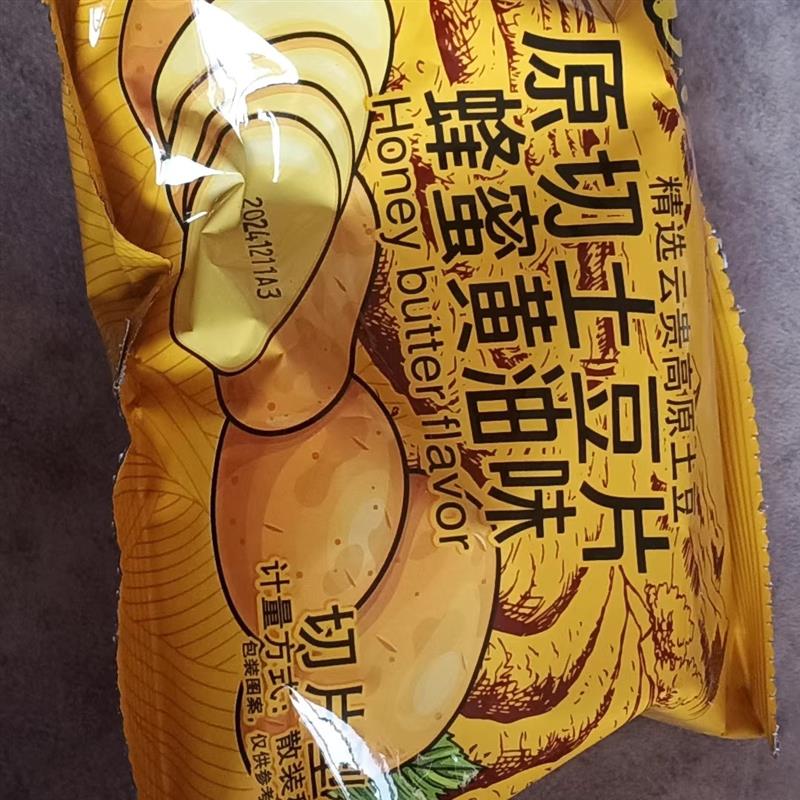 精选云贵高原土豆
原切土豆片
蜂蜜黄油味
Honey butter flavor
20241211A3
切片型
计量方式：散装
包装图案，仅供参考